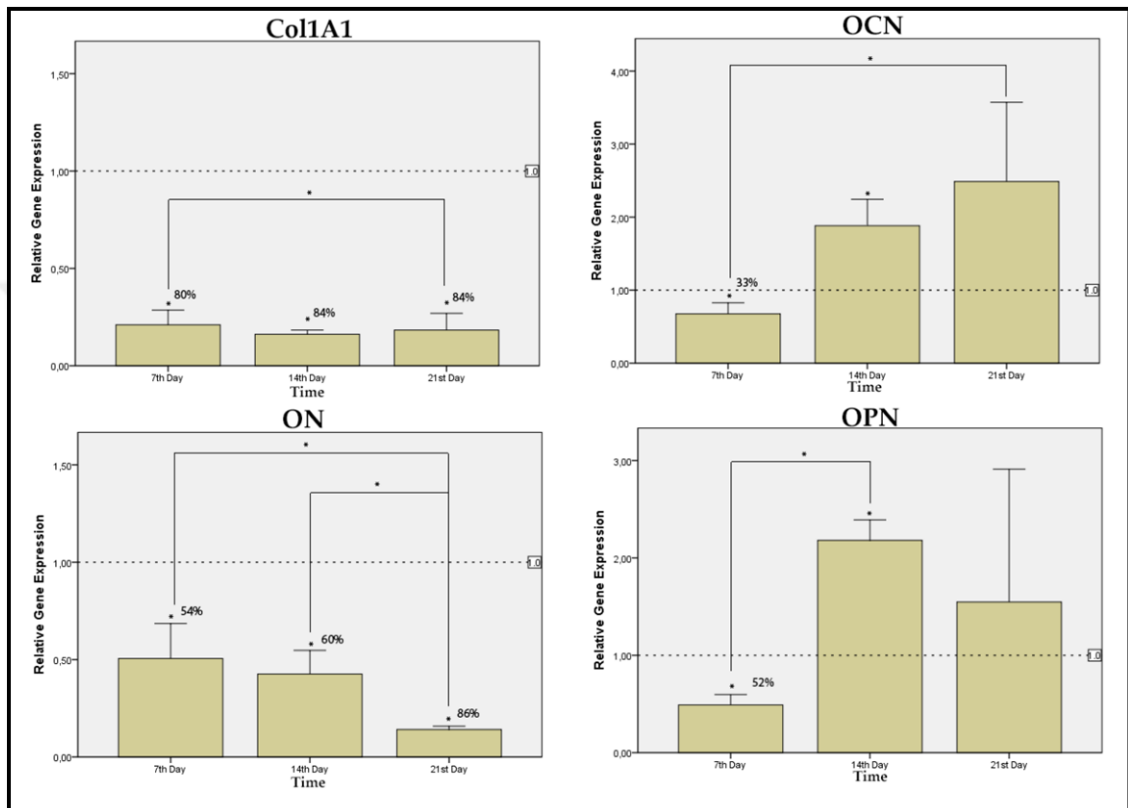 Col1A1
Relative Gene Expression
1,50
1,00
0,50
0,00
*
1.0
* 80%
* 84%
* 84%
7th Day 14th Day 21st Day
Time
OCN
Relative Gene Expression
4,00
3,00
2,00
1,00
0,00
*
*
1.0
* 33%
7th Day 14th Day 21st Day
Time
ON
Relative Gene Expression
1,50
1,00
0,50
0,00
*
*
1.0
* 54%
* 60%
* 86%
7th Day 14th Day 21st Day
Time
OPN
Relative Gene Expression
3,00
2,00
1,00
0,00
*
*
1.0
* 52%
7th Day 14th Day 21st Day
Time